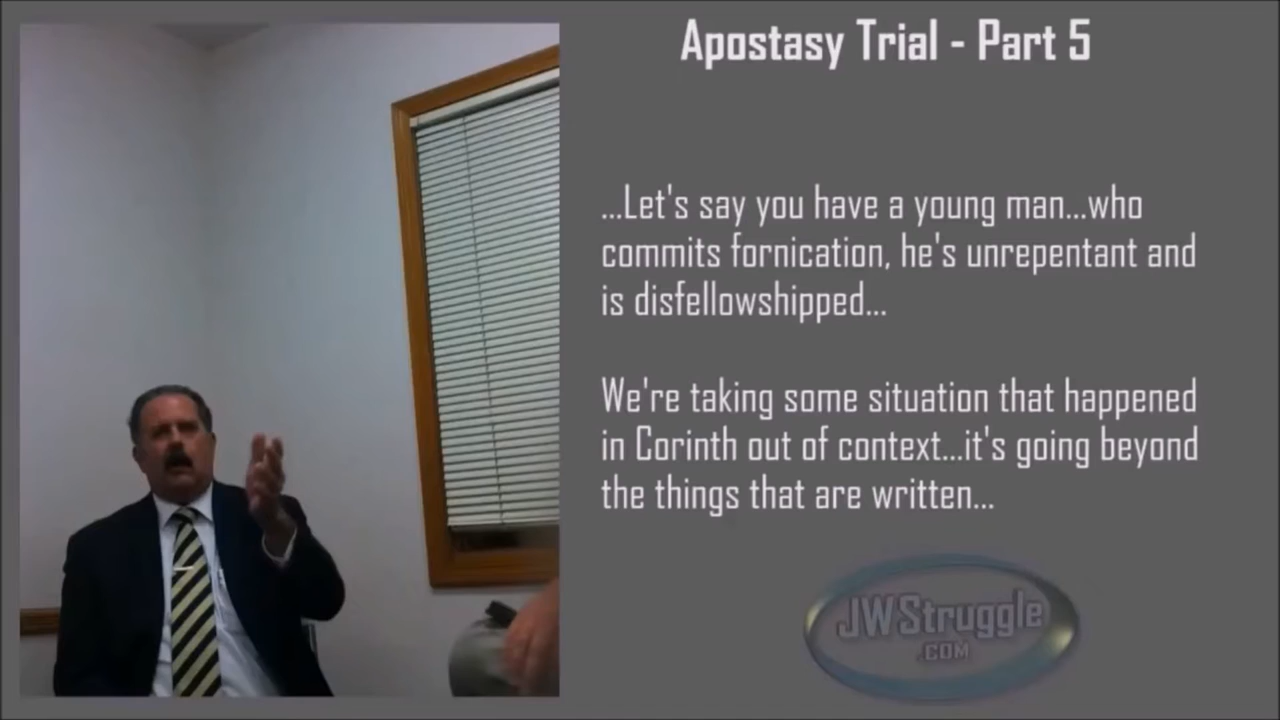 Apostasy Trial - Part 5
...Let's say you have a young man...who
commits fornication, he's unrepentant and
is disfellowshipped...
We're taking some situation that happened
in Corinth out of context...it's going beyond
the things that are written...
JWStruggle
.COM